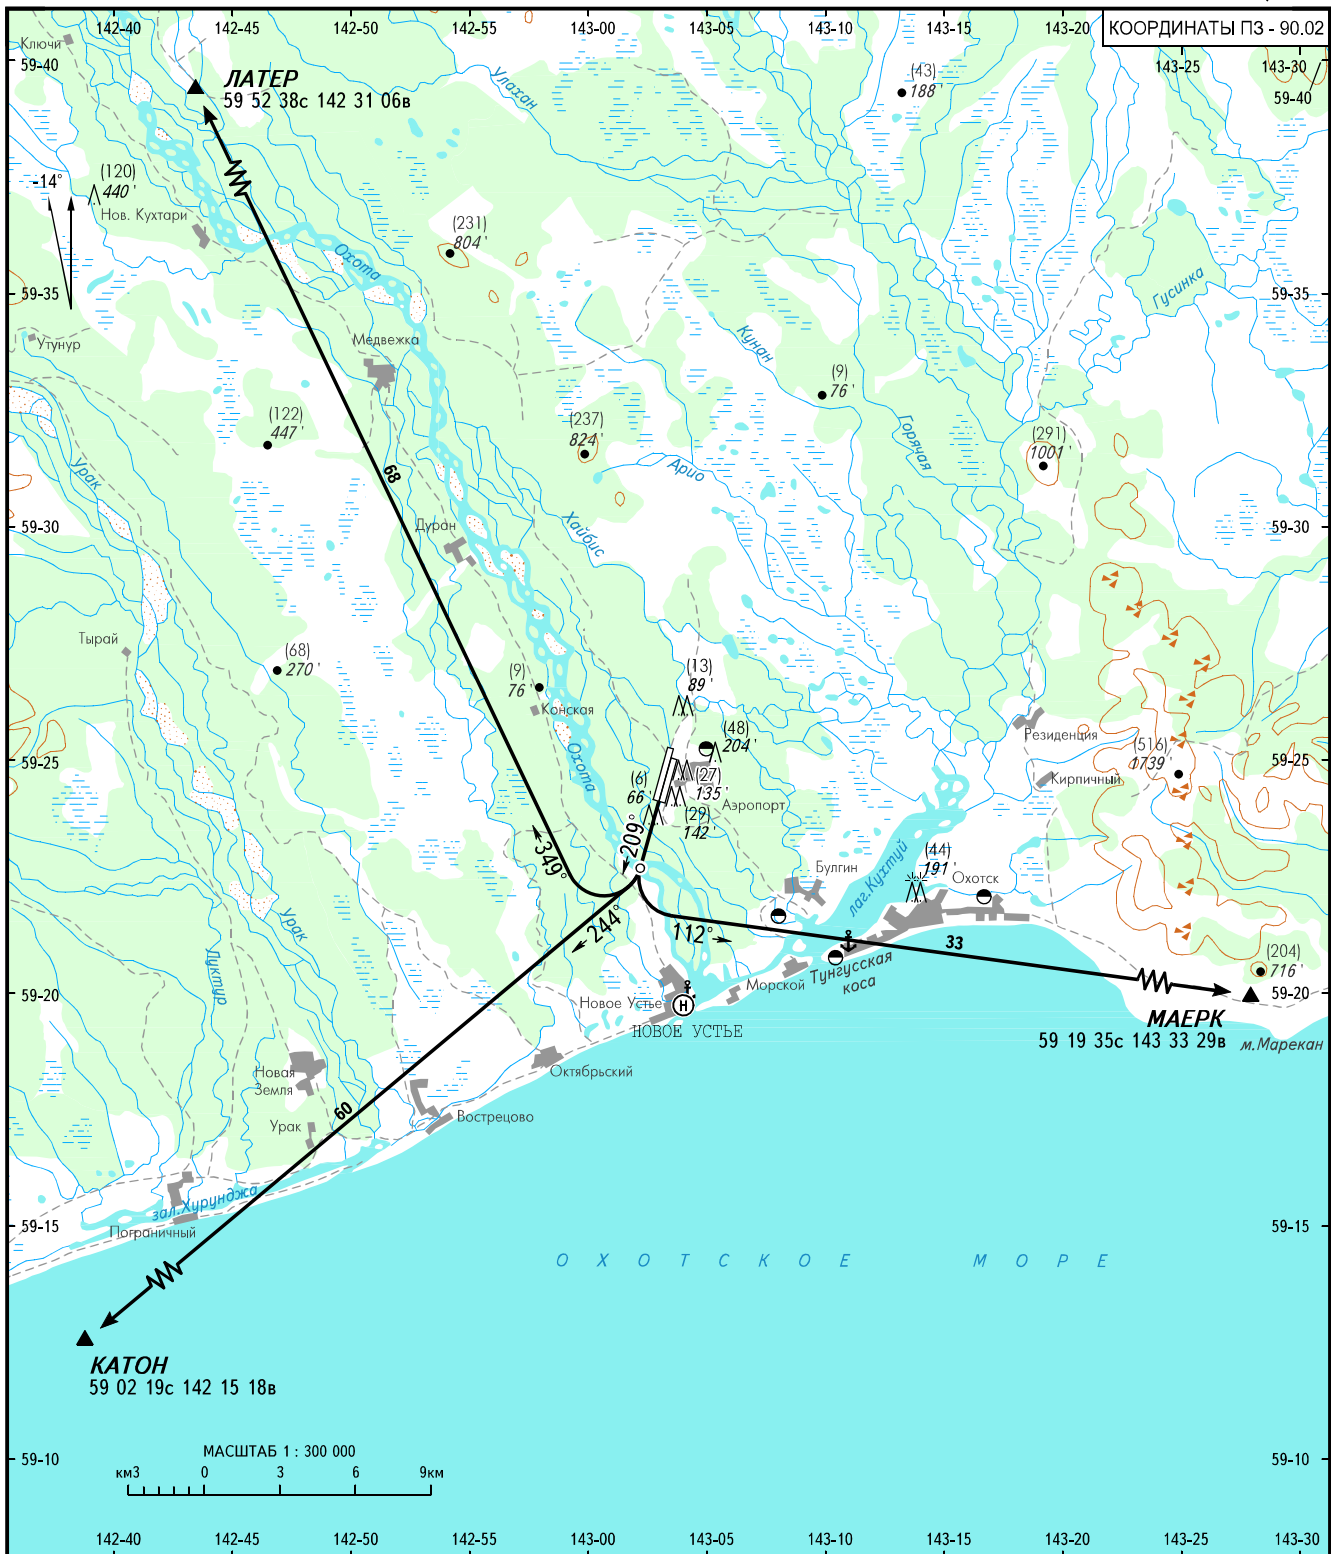 142-40 142-45 142-50 142-55 143-00 143-05 143-10 143-15 143-20
КООРДИНАТЫ ПЗ - 90.02
143-25 143-30
59-40
59-40
Ключи
ЛАТЕР
59 52 38с 142 31 06в
Улахан
(43)
188'
-14°
(120)
440'
Нов. Кухтари
(231)
804'
Охота
Гусинка
59-35
59-35
Утунур
Медвежка
Кунан
(9)
76'
(122)
447'
(237)
824'
Горячая
(291)
1001'
Урак
68
Арио
59-30
59-30
Дуран
Хайбис
Тырай
(68)
270'
(9)
76'
Конская
(13)
89'
(48)
204'
Резиденция
(516)
1739'
59-25
59-25
Охота
(6)
66'
(27)
135'
Аэропорт
(29)
142'
Кирпичный
209°
349°
Булгин
лаг.Кухтуй
(44)
191'
Охотск
Урак
Луктур
244°
112°
33
Тунгусская
коса
(204)
716'
59-20
59-20
Морской
Новое Устье
H
НОВОЕ УСТЬЕ
МАЕРК
59 19 35с 143 33 29в
м.Марекан
Новая
Земля
Октябрьский
60
Урак
Вострецово
зал.Хурунджа
Пограничный
59-15
59-15
ОХОТСКОЕ МОРЕ
КАТОН
59 02 19с 142 15 18в
МАСШТАБ 1 : 300 000
км3 0 3 6 9км
59-10
59-10
142-40 142-45 142-50 142-55 143-00 143-05 143-10 143-15 143-20 143-25 143-30